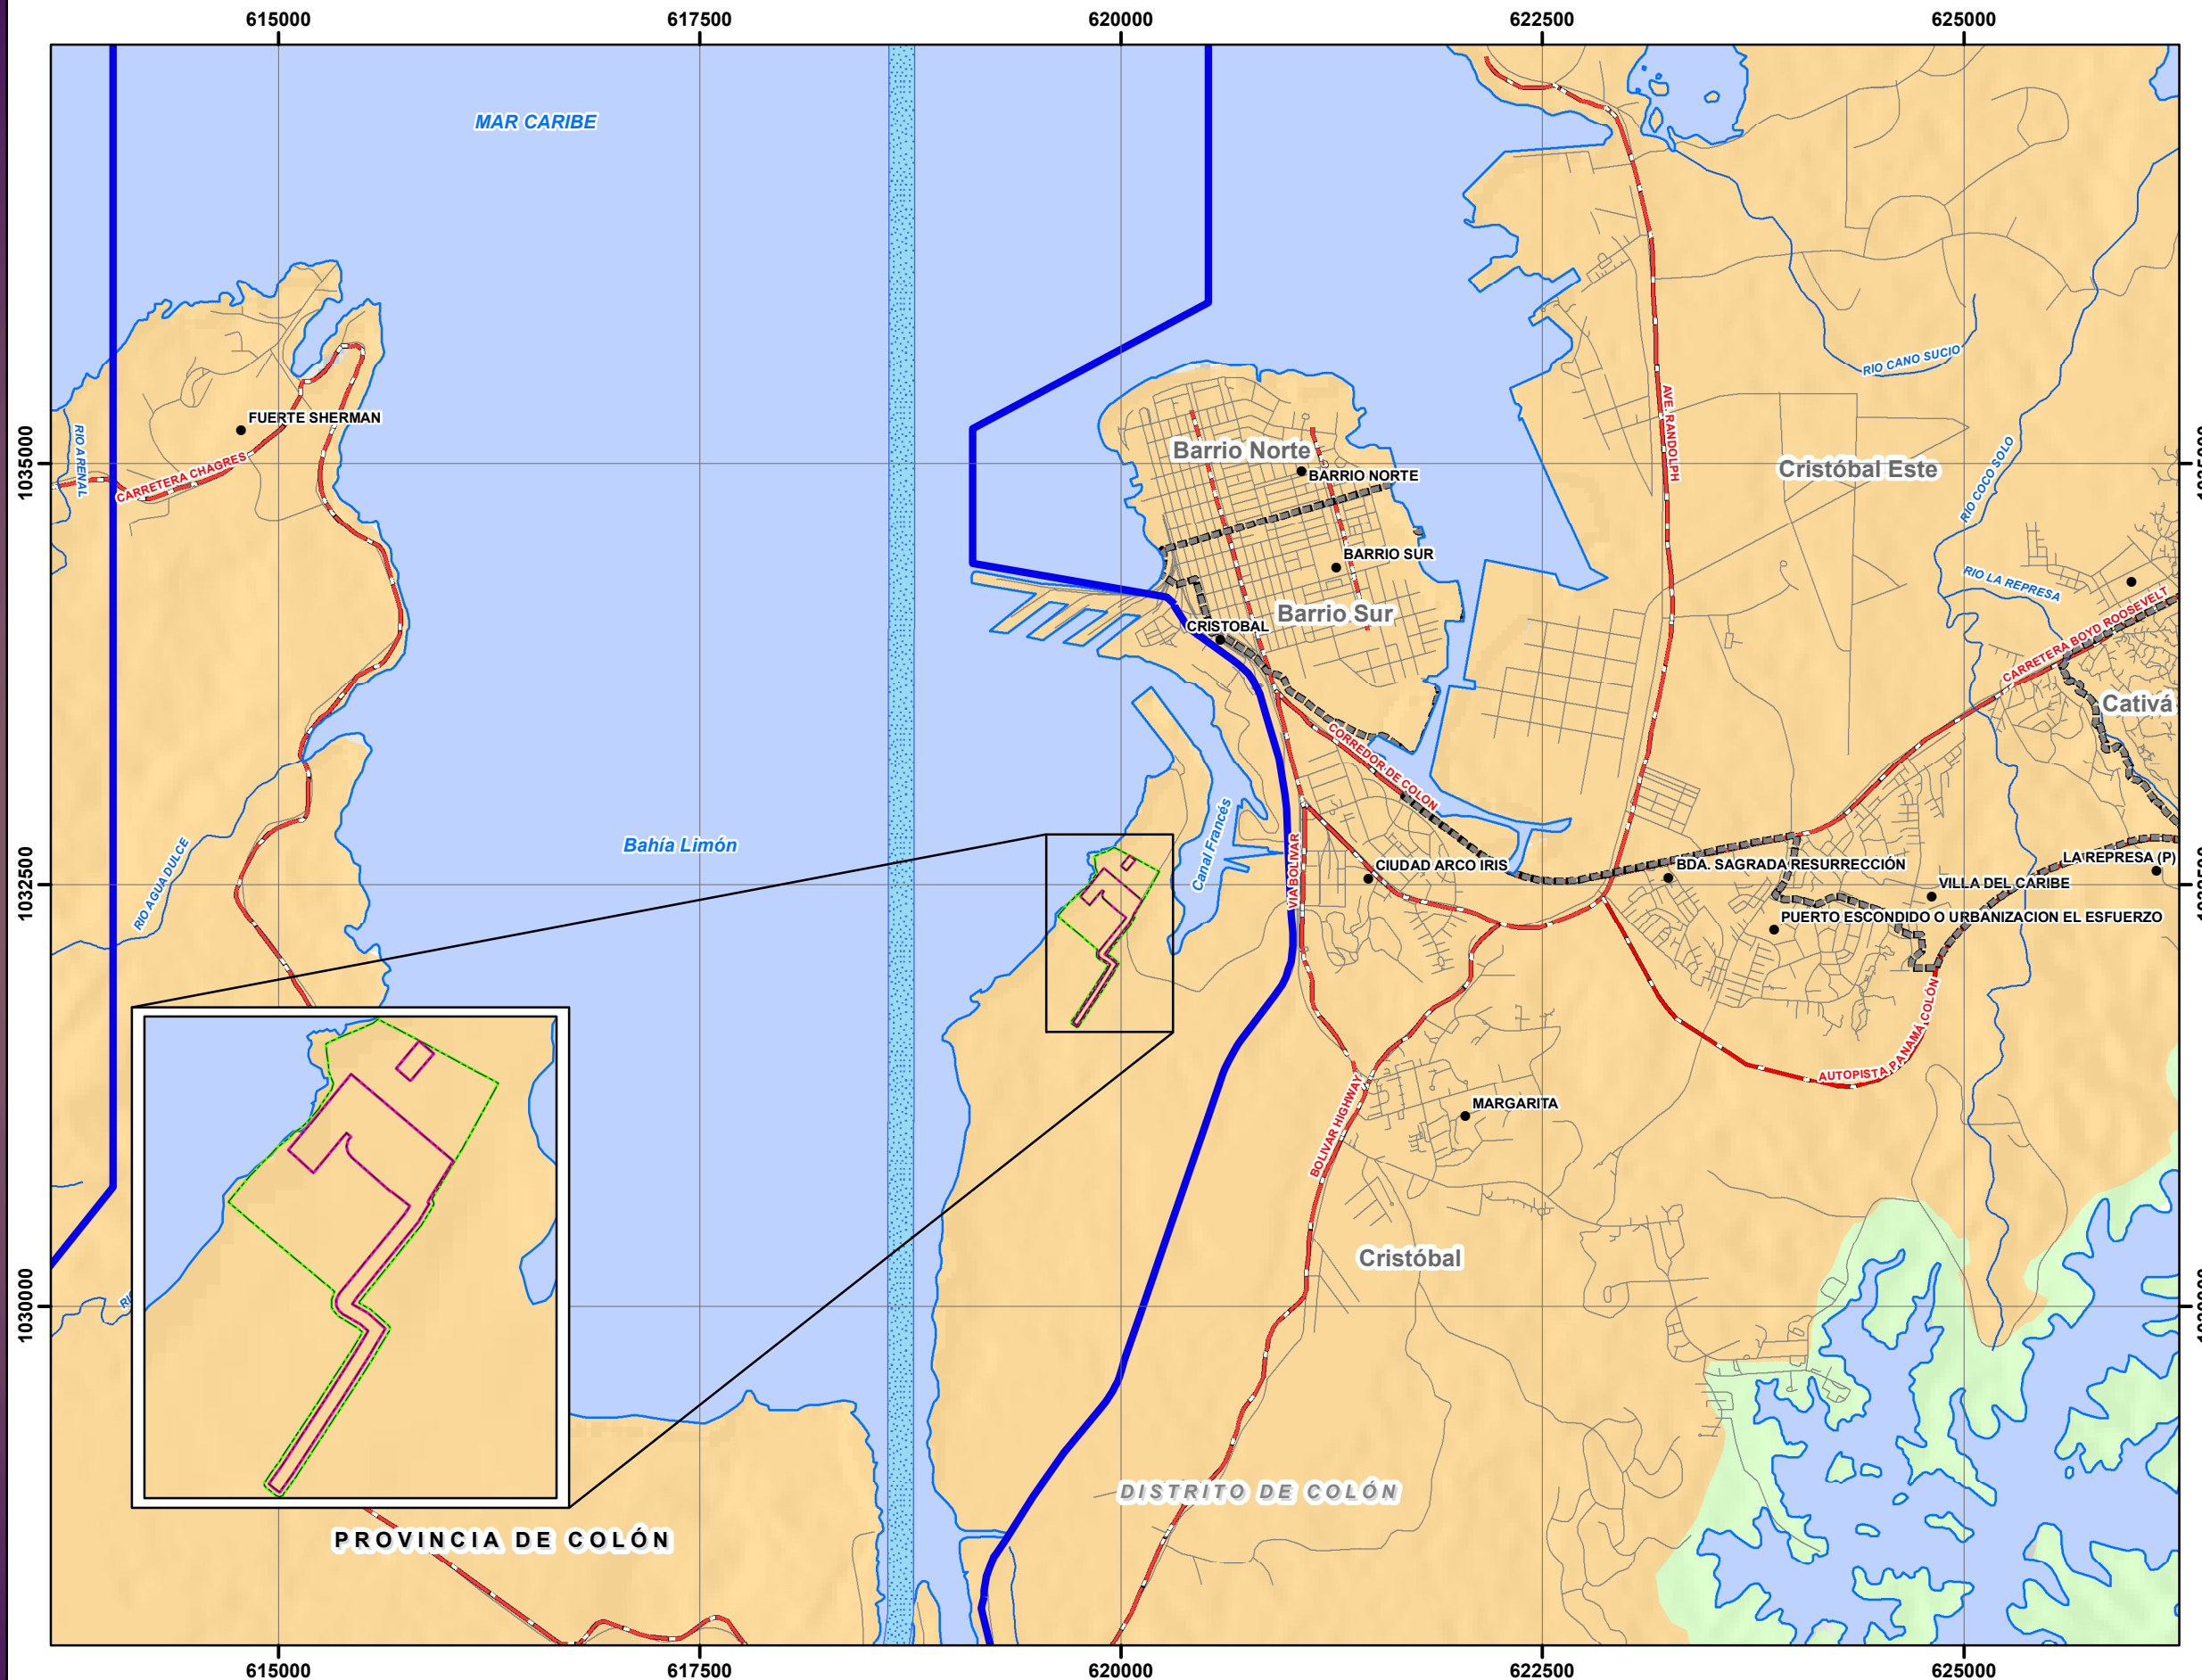 615000
617500
620000
622500
625000
MAR CARIBE
RIO CANO SUCIO
FUERTE SHERMAN
AVE. RANDOLPH
Barrio Norte
1035000
RIO ARENAL
CARRETERA CHAGRES
BARRIO NORTE
Cristóbal Este
RIO COCO SOLO
BARRIO SUR
RIO LA REPRESA
Barrio Sur
CRISTOBAL
CARRETERA BOYD ROOSEVELT
Cativá
CORREDOR DE COLON
Canal Francés
Bahía Limón
RIO AGUA DULCE
1032500
VIA BOLIVAR
CIUDAD ARCO IRIS
BDA. SAGRADA RESURRECCIÓN
LA REPRESA (P)
VILLA DEL CARIBE
PUERTO ESCONDIDO O URBANIZACION EL ESFUERZO
AUTOPISTA PANAMÁ COLÓN
MARGARITA
BOLIVAR HIGHWAY
Cristóbal
1030000
DISTRITO DE COLÓN
PROVINCIA DE COLÓN
615000
617500
620000
622500
625000